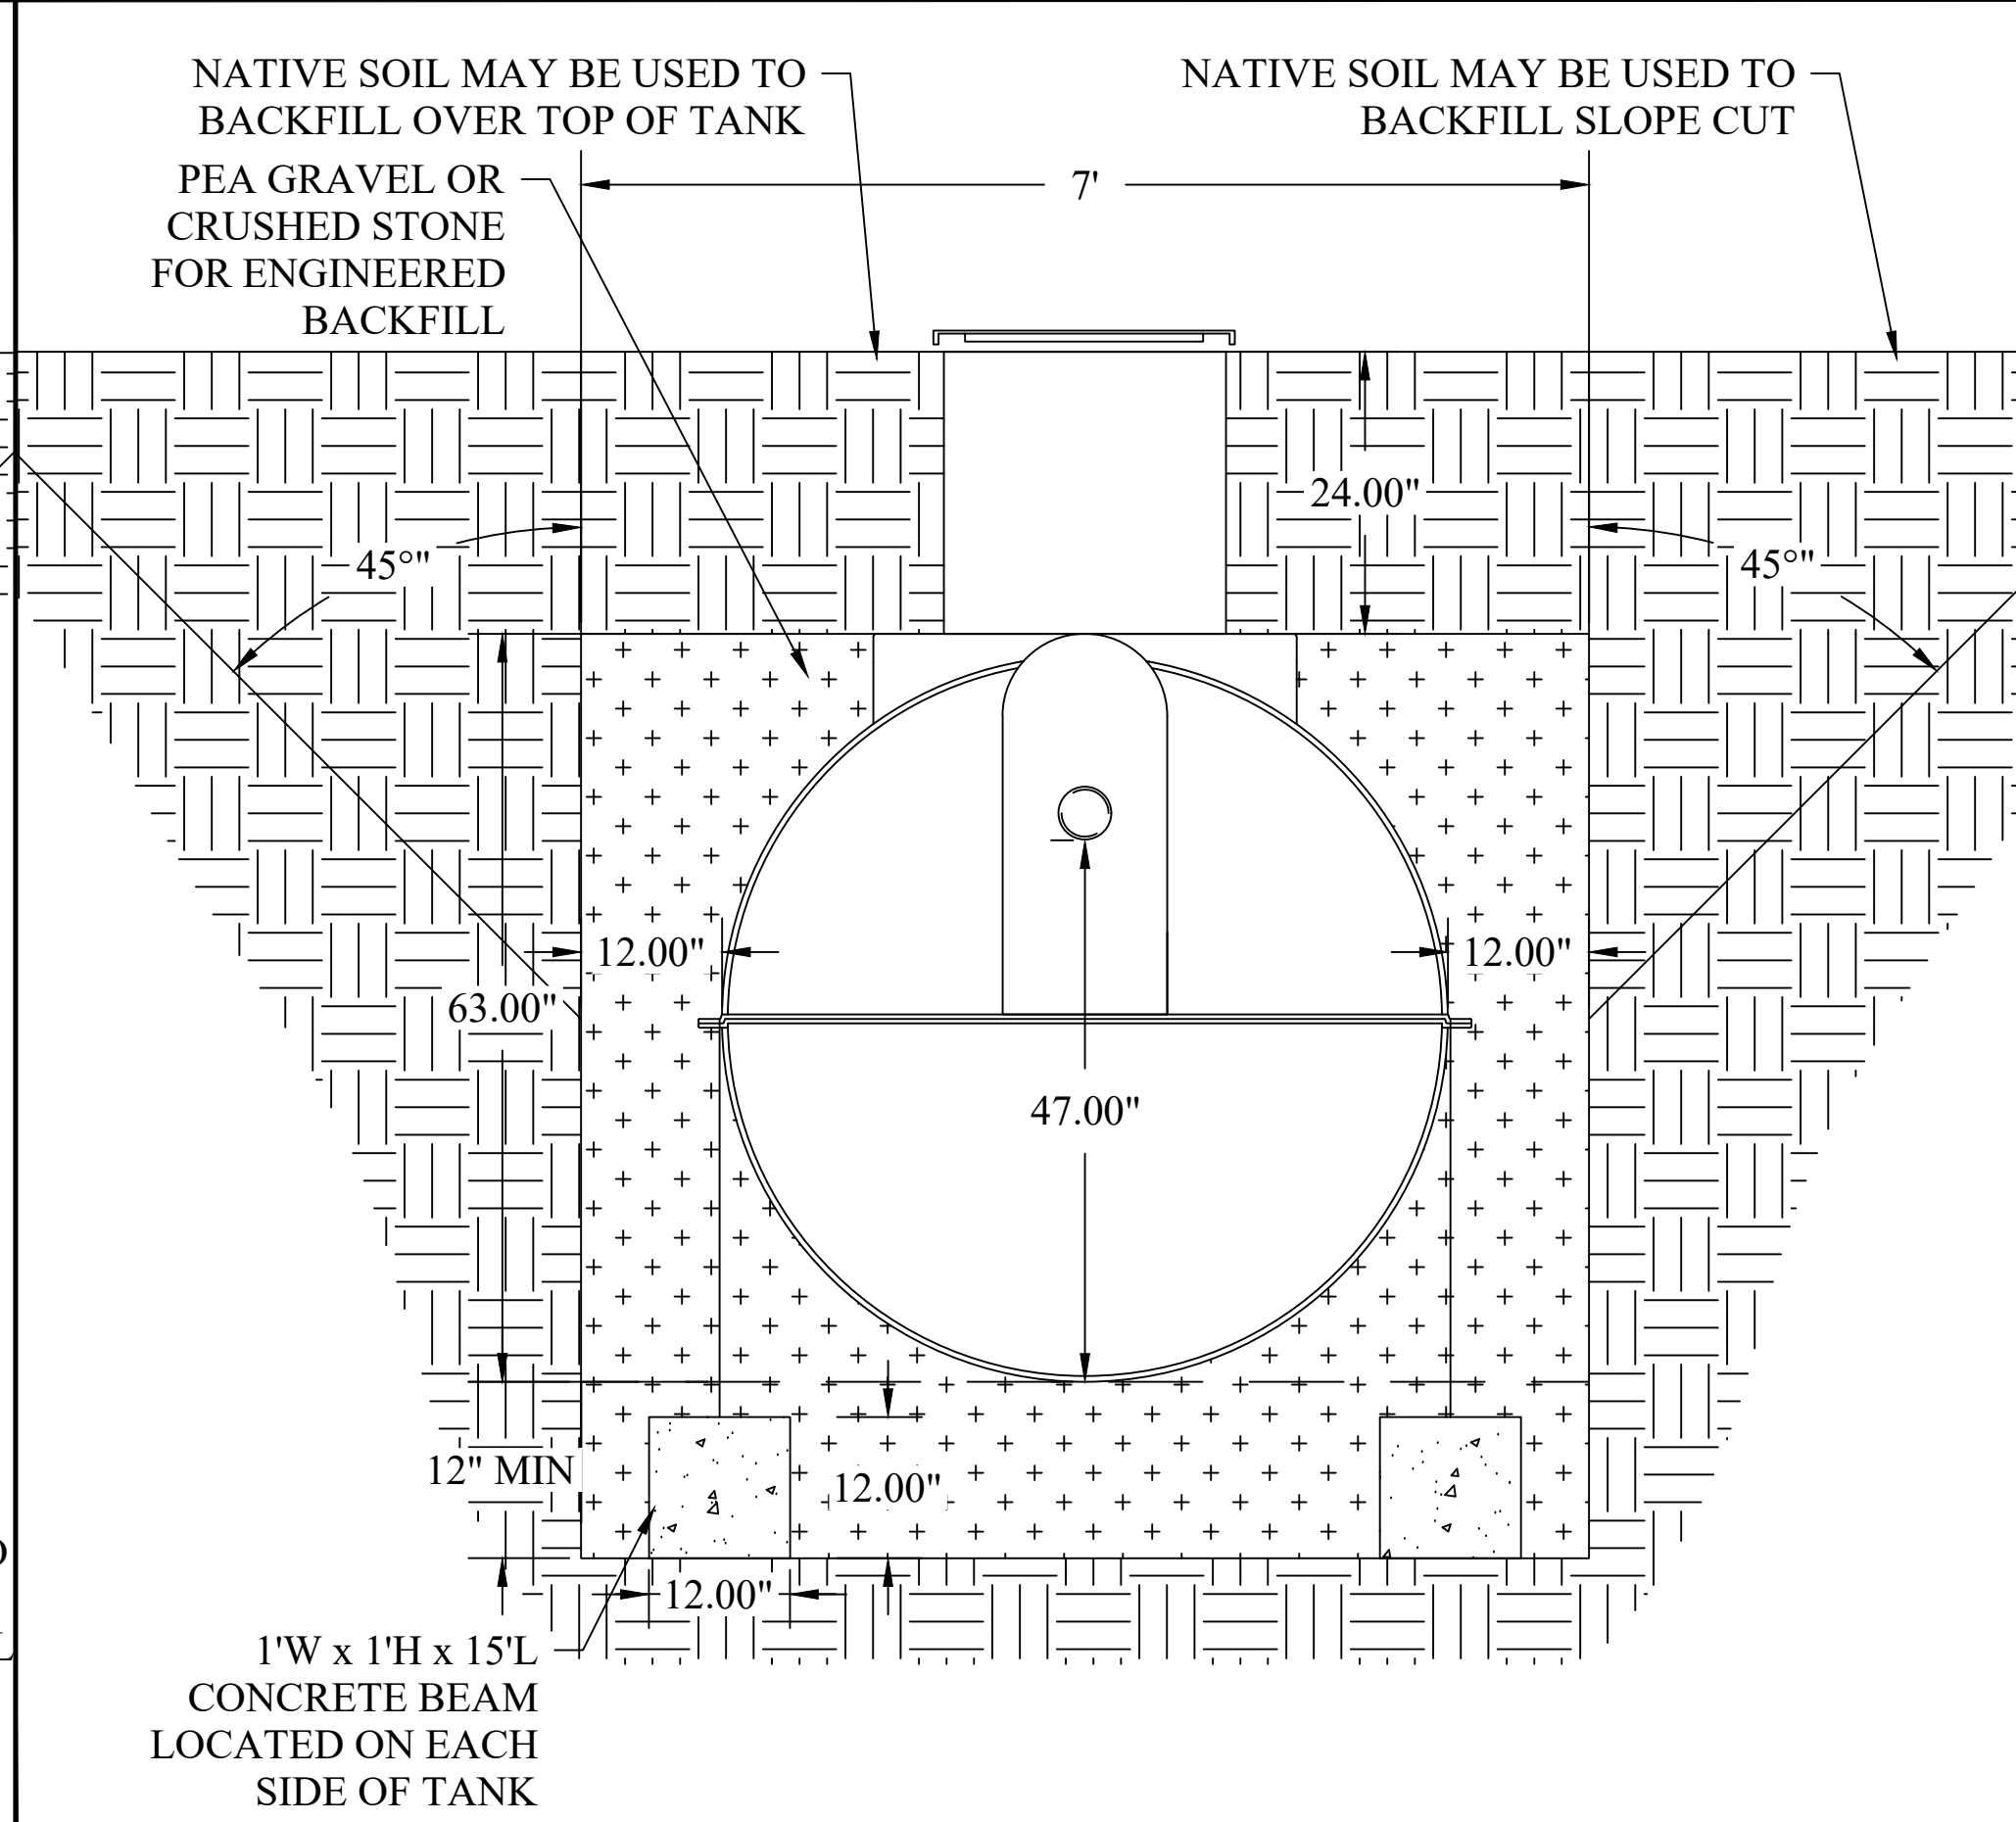 NATIVE SOIL MAY BE USED TO
BACKFILL OVER TOP OF TANK
NATIVE SOIL MAY BE USED TO
BACKFILL SLOPE CUT
PEA GRAVEL OR
CRUSHED STONE
FOR ENGINEERED
BACKFILL
7'
24.00"
45°"
45°"
12.00"
12.00"
63.00"
47.00"
12" MIN
12.00"
12.00"
1'W x 1'H x 15'L
CONCRETE BEAM
LOCATED ON EACH
SIDE OF TANK